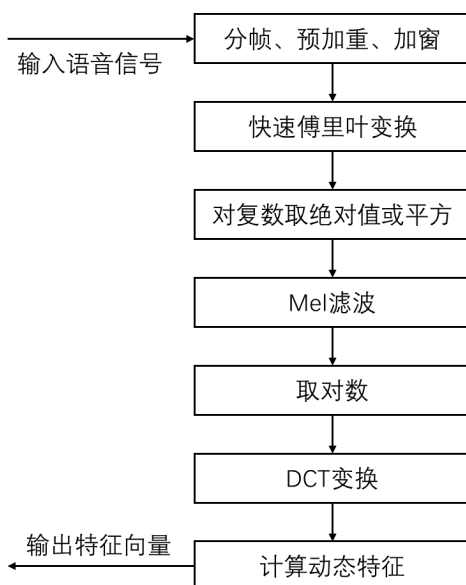 分帧、预加重、加窗
输入语音信号
快速傅里叶变换
对复数取绝对值或平方
Mel滤波
取对数
DCT变换
输出特征向量
计算动态特征